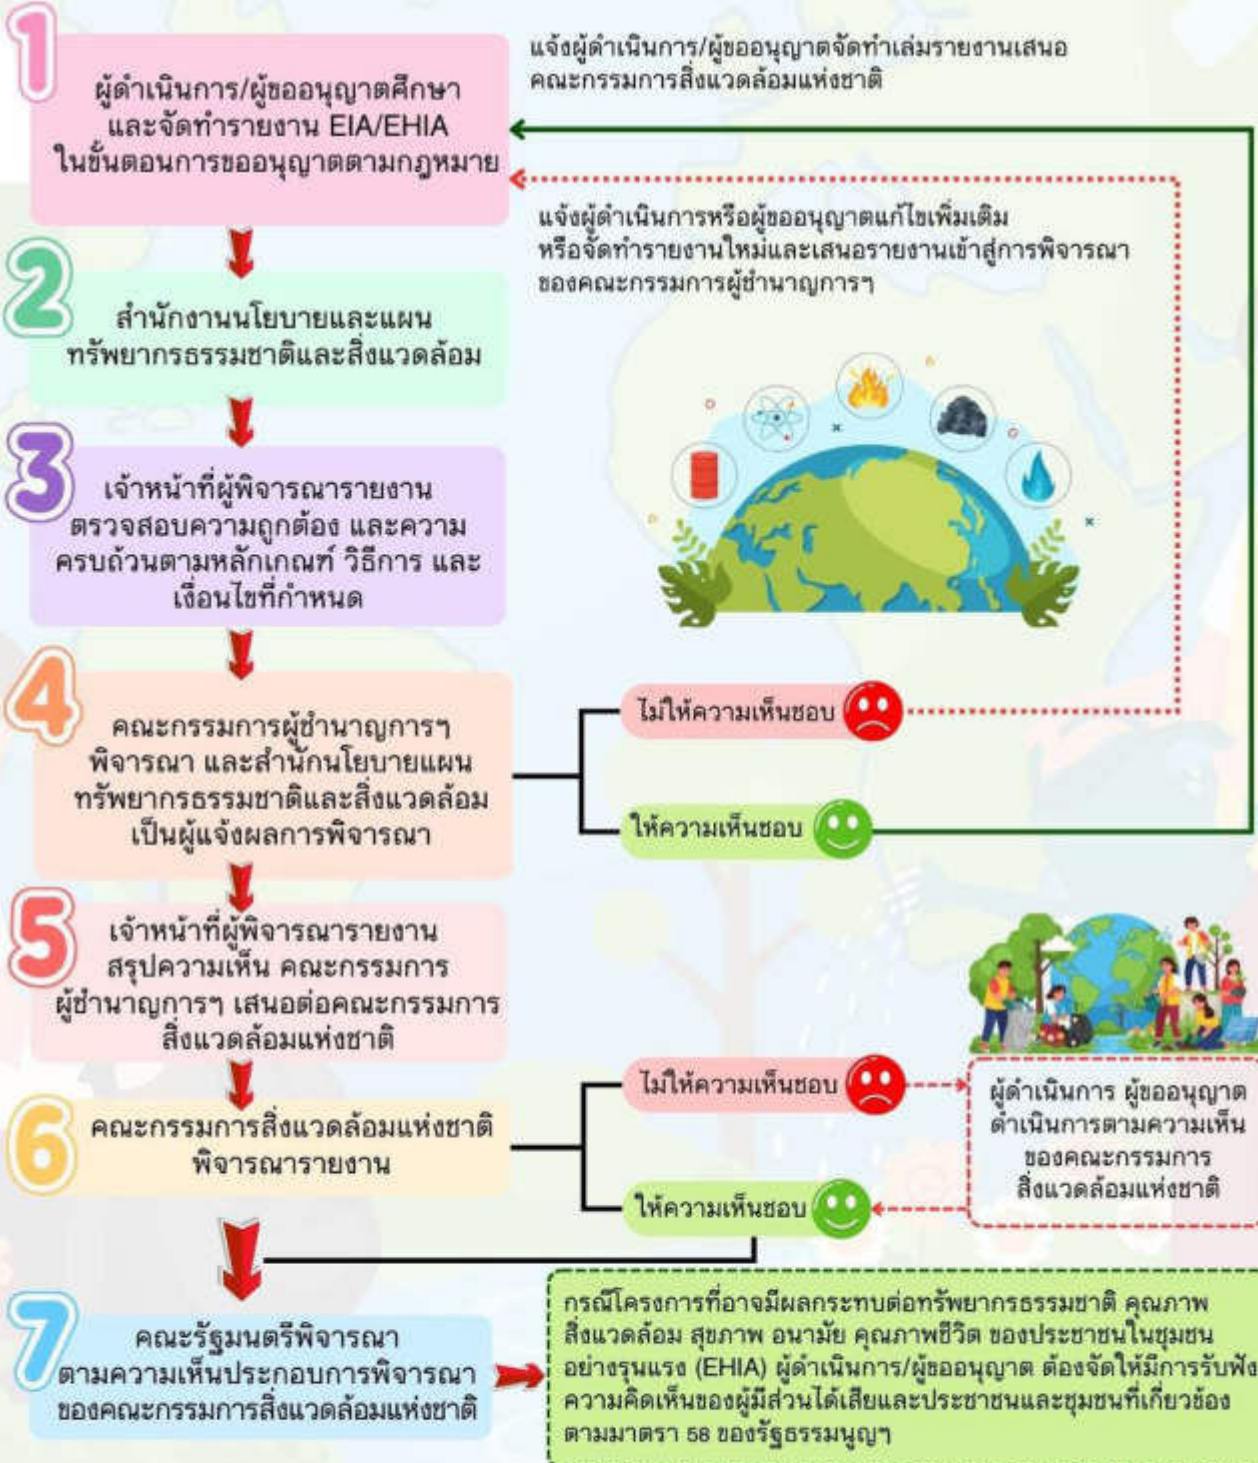 1
ผู้ดำเนินการ/ผู้ขออนุญาตศึกษา
และจัดทำรายงาน EIA/EHIA
ในขั้นตอนการขออนุญาตตามกฎหมาย
แจ้งผู้ดำเนินการ/ผู้ขออนุญาตจัดทำเล่มรายงานเสนอ
คณะกรรมการสิ่งแวดล้อมแห่งชาติ
แจ้งผู้ดำเนินการหรือผู้ขออนุญาตแก้ไขเพิ่มเติม
หรือจัดทำรายงานใหม่และเสนอรายงานเข้าสู่การพิจารณา
ของคณะกรรมการผู้ชำนาญการฯ
2
สำนักงานนโยบายและแผน
ทรัพยากรธรรมชาติและสิ่งแวดล้อม
3
เจ้าหน้าที่ผู้พิจารณารายงาน
ตรวจสอบความถูกต้อง และความ
ครบถ้วนตามหลักเกณฑ์ วิธีการ และ
เงื่อนไขที่กำหนด
4
คณะกรรมการผู้ชำนาญการฯ
พิจารณา และสำนักนโยบายแผน
ทรัพยากรธรรมชาติและสิ่งแวดล้อม
เป็นผู้แจ้งผลการพิจารณา
ไม่ให้ความเห็นชอบ
ให้ความเห็นชอบ
5
เจ้าหน้าที่ผู้พิจารณารายงาน
สรุปความเห็น คณะกรรมการ
ผู้ชำนาญการฯ เสนอต่อคณะกรรมการ
สิ่งแวดล้อมแห่งชาติ
6
คณะกรรมการสิ่งแวดล้อมแห่งชาติ
พิจารณารายงาน
ไม่ให้ความเห็นชอบ
ให้ความเห็นชอบ
ผู้ดำเนินการ ผู้ขออนุญาต
ดำเนินการตามความเห็น
ของคณะกรรมการ
สิ่งแวดล้อมแห่งชาติ
7
คณะรัฐมนตรีพิจารณา
ตามความเห็นประกอบการพิจารณา
ของคณะกรรมการสิ่งแวดล้อมแห่งชาติ
กรณีโครงการที่อาจมีผลกระทบต่อทรัพยากรธรรมชาติ คุณภาพ
สิ่งแวดล้อม สุขภาพ อนามัย คุณภาพชีวิต ของประชาชนในชุมชน
อย่างรุนแรง (EHIA) ผู้ดำเนินการ/ผู้ขออนุญาต ต้องจัดให้มีการรับฟัง
ความคิดเห็นของผู้มีส่วนได้เสียและประชาชนและชุมชนที่เกี่ยวข้อง
ตามมาตรา 58 ของรัฐธรรมนูญฯ